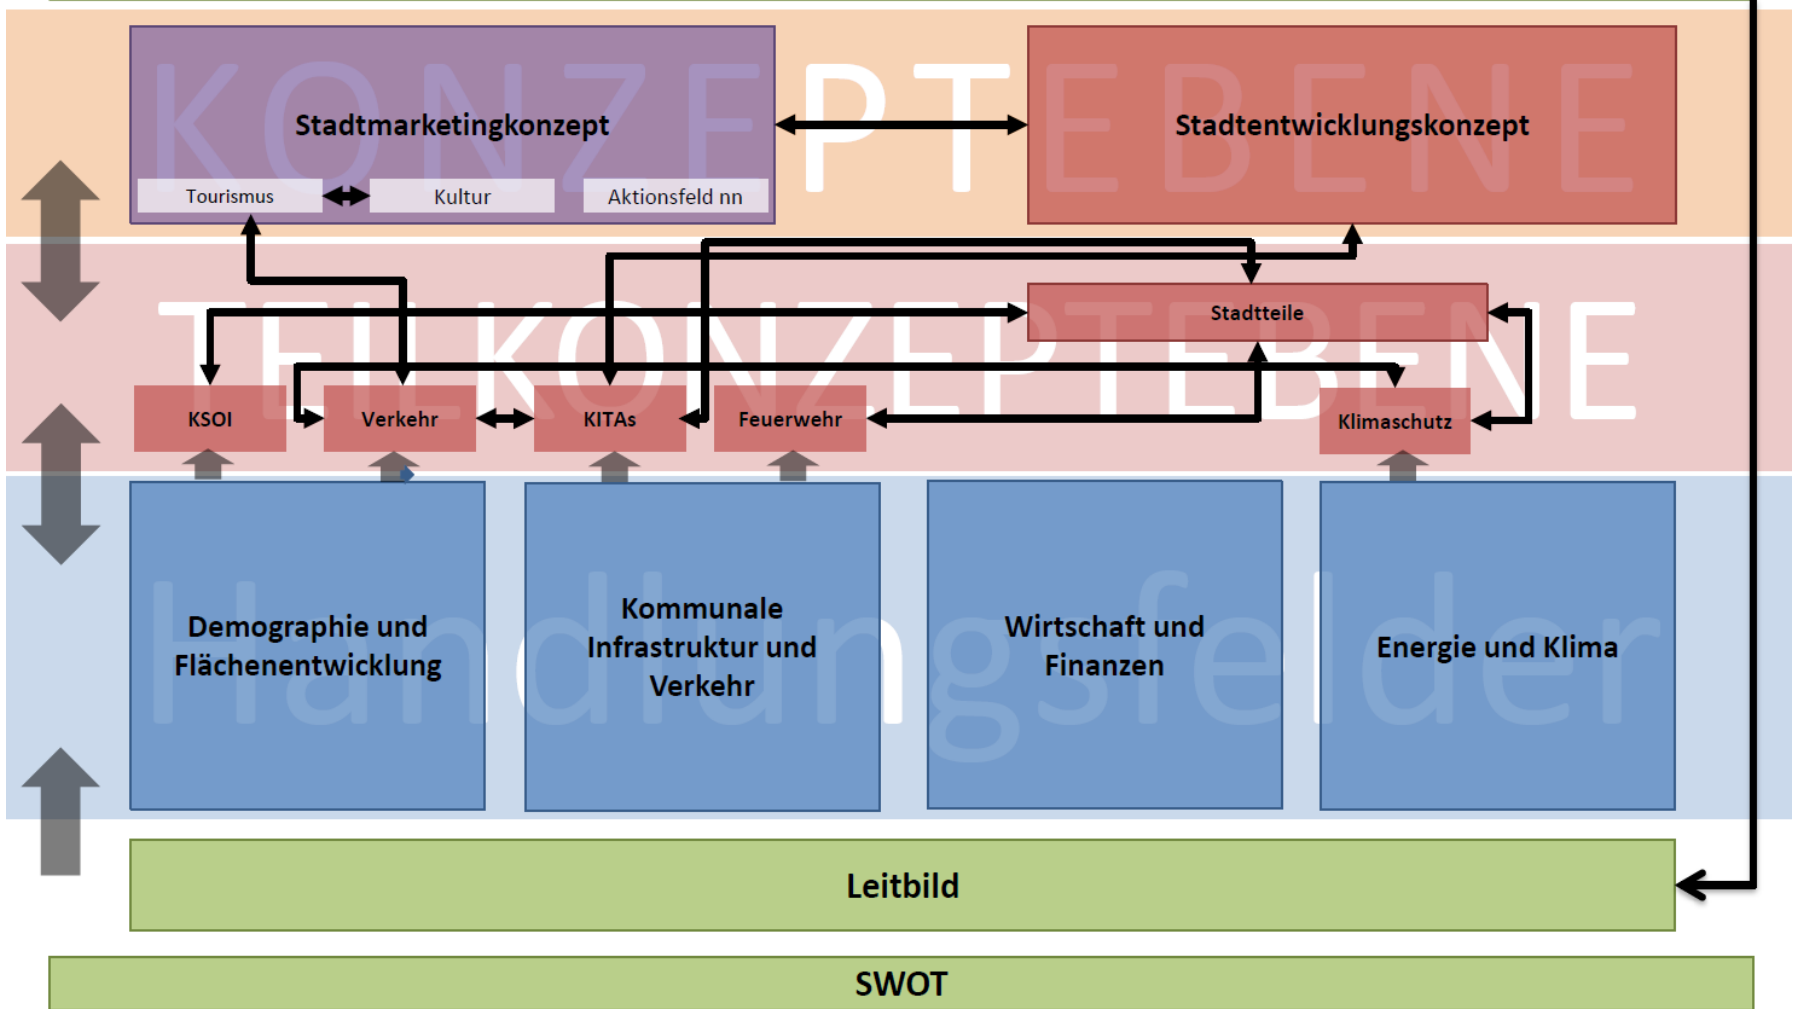 KONZEPTEBENE
Stadtmarketingkonzept
Stadtentwicklungskonzept
Tourismus
Kultur
Aktionsfeld nn
TEILKONZEPTEBENE
Stadtteile
KSOI
Verkehr
KITAs
Feuerwehr
Klimaschutz
Handlungsfelder
Demographie und
Flächenentwicklung
Kommunale
Infrastruktur und
Verkehr
Wirtschaft und
Finanzen
Energie und Klima
Leitbild
SWOT